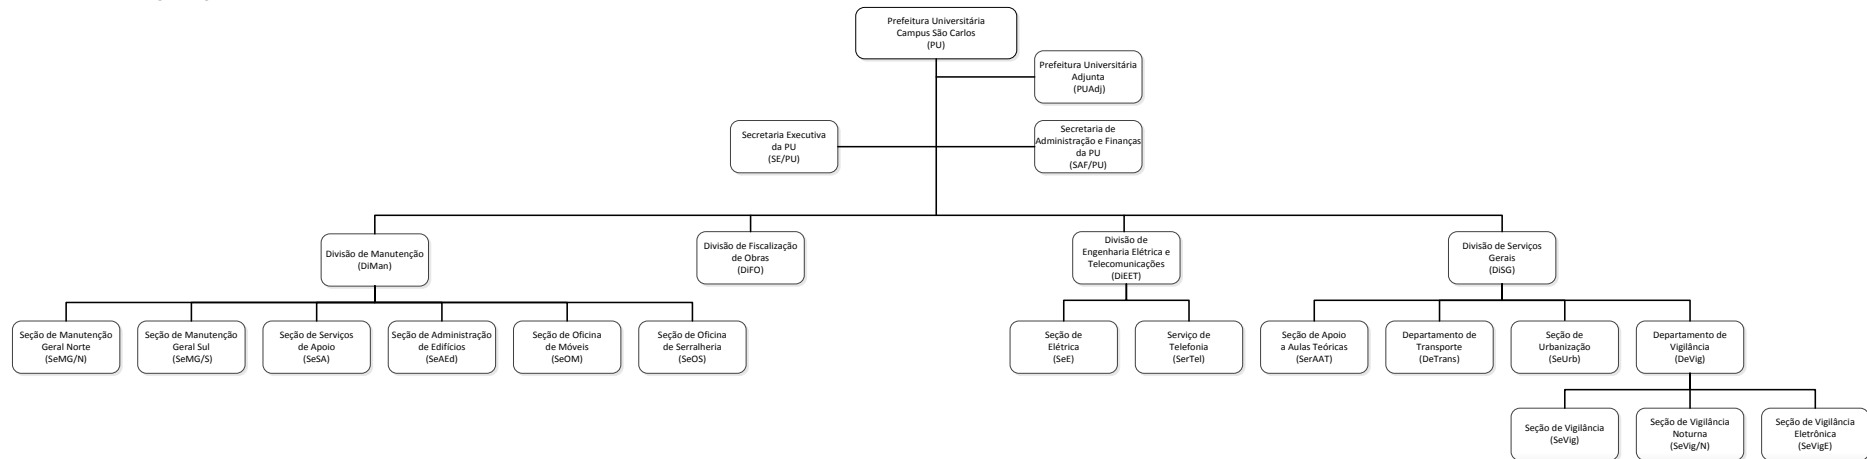 Prefeitura Universitária
Campus São Carlos
(PU)
Prefeitura Universitária
Adjunta
(PUAdj)
Secretaria Executiva
da PU
(SE/PU)
Secretaria de
Administração e Finanças
da PU
(SAF/PU)
Divisão de Manutenção
(DiMan)
Divisão de Fiscalização
de Obras
(DiFO)
Divisão de
Engenharia Elétrica e
Telecomunicações
(DiEET)
Divisão de Serviços
Gerais
(DiSG)
Seção de Manutenção
Geral Norte
(SeMG/N)
Seção de Manutenção
Geral Sul
(SeMG/S)
Seção de Serviços
de Apoio
(SeSA)
Seção de Administração
de Edifícios
(SeAEd)
Seção de Oficina
de Móveis
(SeOM)
Seção de Oficina
de Serralheria
(SeOS)
Seção de
Elétrica
(SeE)
Serviço de
Telefonia
(SerTel)
Seção de Apoio
a Aulas Teóricas
(SerAAT)
Departamento de
Transporte
(DeTrans)
Seção de
Urbanização
(SeUrb)
Departamento de
Vigilância
(DeVig)
Seção de Vigilância
(SeVig)
Seção de Vigilância
Noturna
(SeVig/N)
Seção de Vigilância
Eletrônica
(SeVigE)